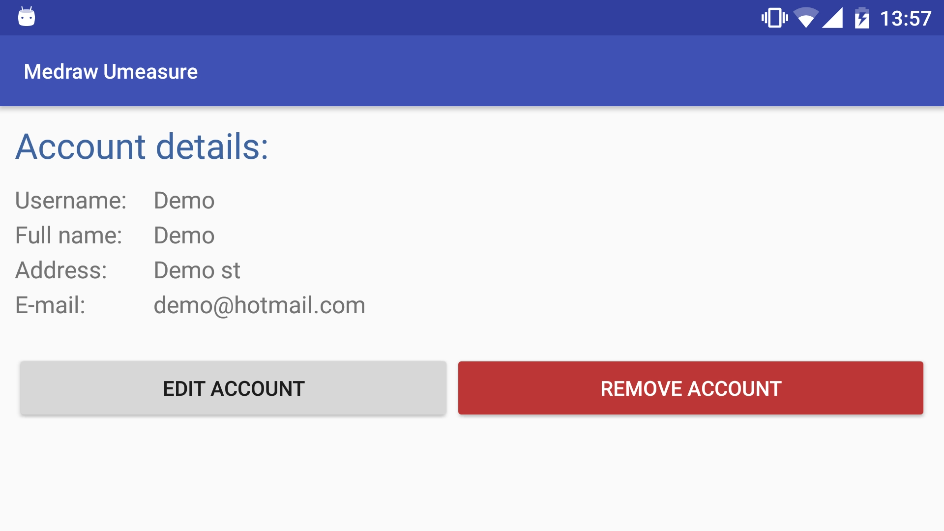 13:57
Medraw Umeasure
Account details:
Username: Demo
Full name: Demo
Address: Demo st
E-mail: demo@hotmail.com
EDIT ACCOUNT REMOVE ACCOUNT